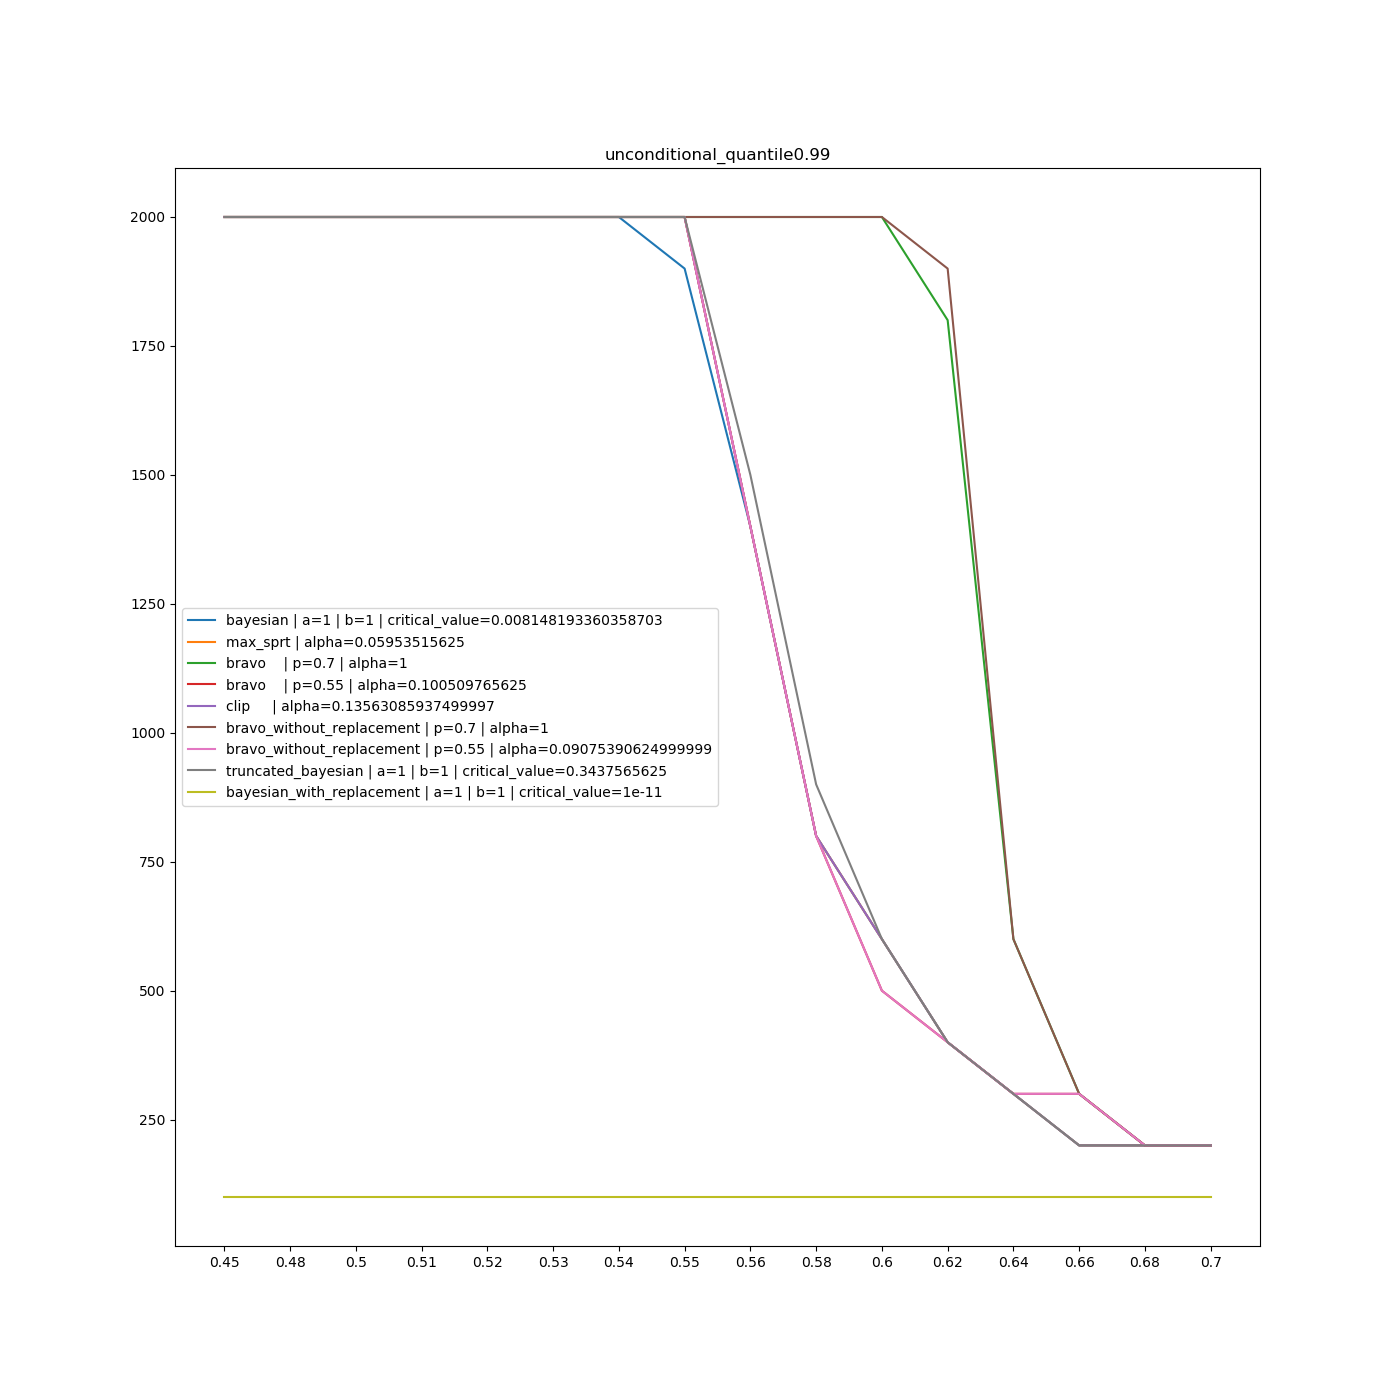 unconditional_quantile0.99
2000
1750
1500
1250
1000
750
500
250
bayesian | a=1 | b=1 | critical_value=0.008148193360358703
max_sprt | alpha=0.05953515625
bravo    | p=0.7 | alpha=1
bravo    | p=0.55 | alpha=0.100509765625
clip     | alpha=0.13563085937499997
bravo_without_replacement | p=0.7 | alpha=1
bravo_without_replacement | p=0.55 | alpha=0.09075390624999999
truncated_bayesian | a=1 | b=1 | critical_value=0.3437565625
bayesian_with_replacement | a=1 | b=1 | critical_value=1e-11
0.45 0.48 0.5 0.51 0.52 0.53 0.54 0.55 0.56 0.58 0.6 0.62 0.64 0.66 0.68 0.7